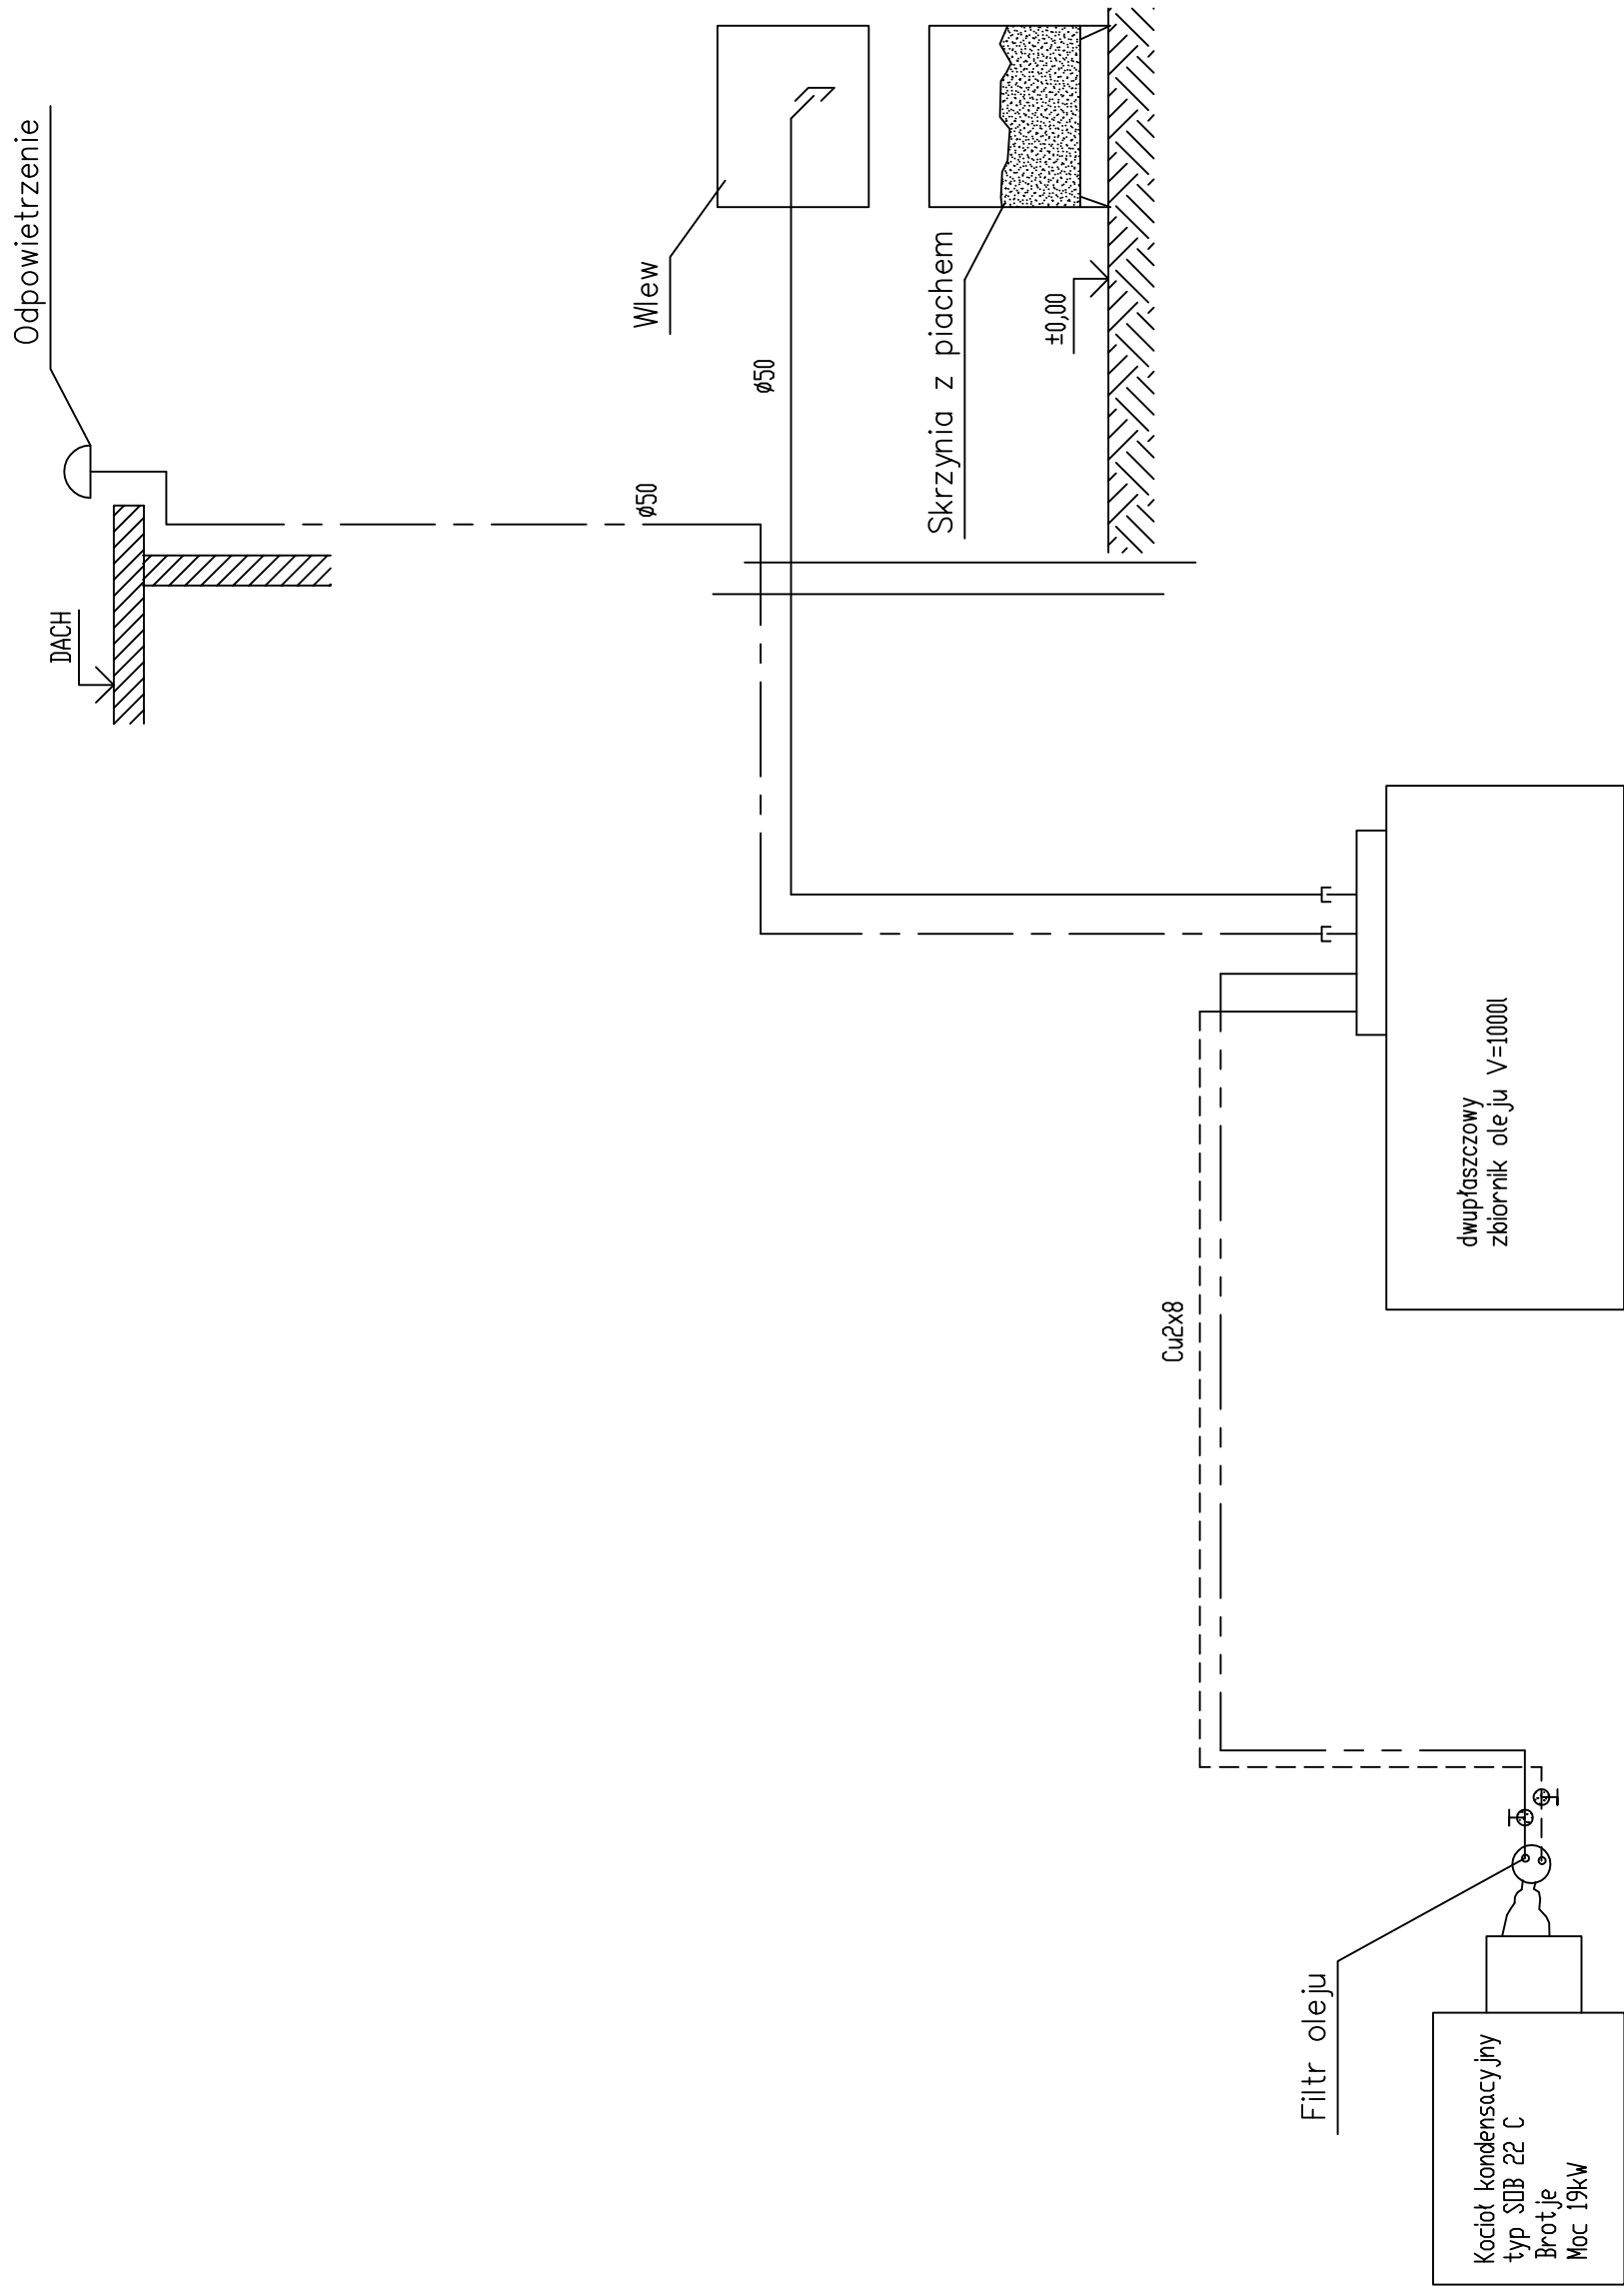 Odpowietrzenie
DACH
Wlew
ø50
ø50
Skrzynia z piachem
±0,00
Cu2x8
dwupłaszczowy
zbiornik oleju V=1000l
Filtr oleju
Kocioł kondensacyjny
typ SOB 22 C
Brotje
Moc 19kW